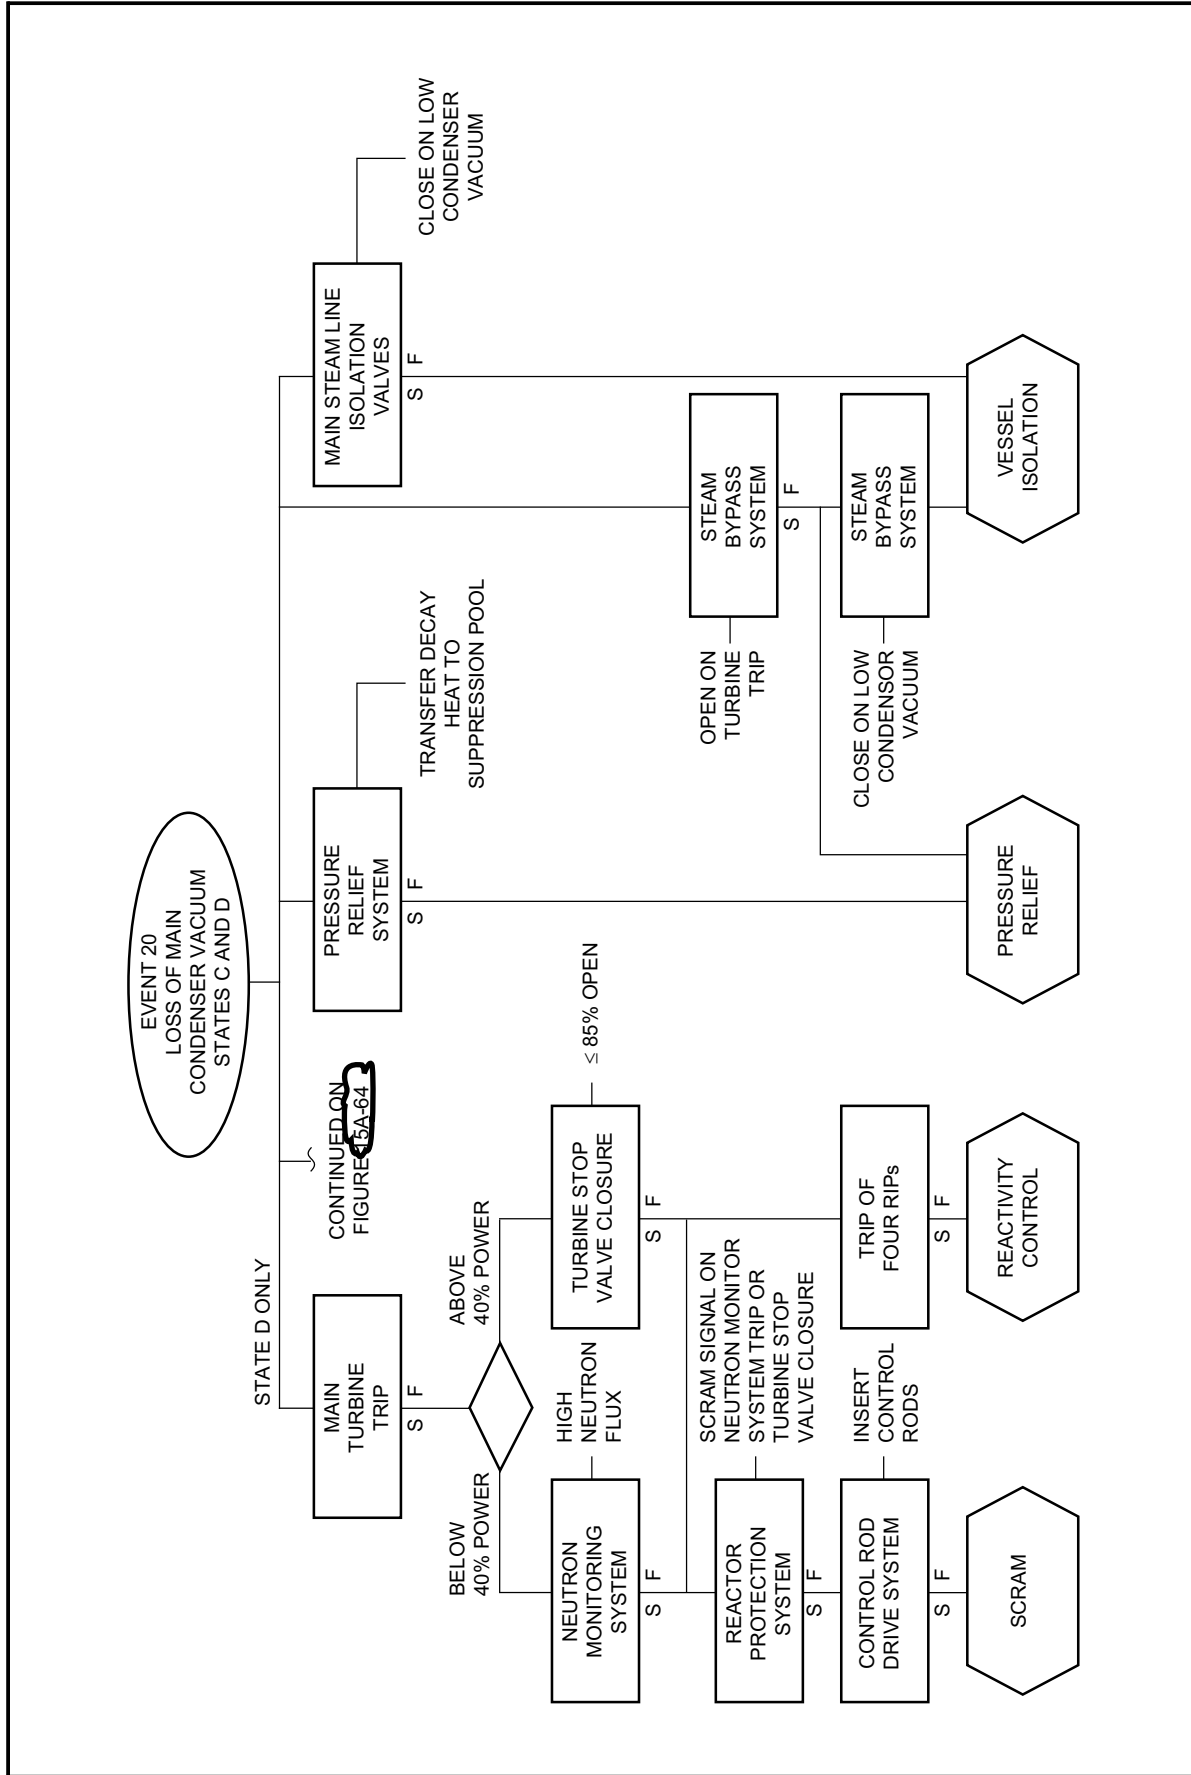 EVENT 20
LOSS OF MAIN
CONDENSER VACUUM
STATES C AND D
STATE D ONLY
CONTINUED ON
FIGURE 15A-64
MAIN
TURBINE
TRIP
S F
PRESSURE
RELIEF
SYSTEM
S F
TRANSFER DECAY
HEAT TO
SUPPRESSION POOL
MAIN STEAM LINE
ISOLATION
VALVES
S F
CLOSE ON LOW
CONDENSER
VACUUM
BELOW
40% POWER
ABOVE
40% POWER
NEUTRON
MONITORING
SYSTEM
S F
HIGH
NEUTRON
FLUX
TURBINE STOP
VALVE CLOSURE
S F
≤ 85% OPEN
REACTOR
PROTECTION
SYSTEM
S F
SCRAM SIGNAL ON
NEUTRON MONITOR
SYSTEM TRIP OR
TURBINE STOP
VALVE CLOSURE
OPEN ON
TURBINE
TRIP
STEAM
BYPASS
SYSTEM
S F
CONTROL ROD
DRIVE SYSTEM
S F
INSERT
CONTROL
RODS
TRIP OF
FOUR RIPs
S F
CLOSE ON LOW
CONDENSOR
VACUUM
STEAM
BYPASS
SYSTEM
SCRAM
REACTIVITY
CONTROL
PRESSURE
RELIEF
VESSEL
ISOLATION